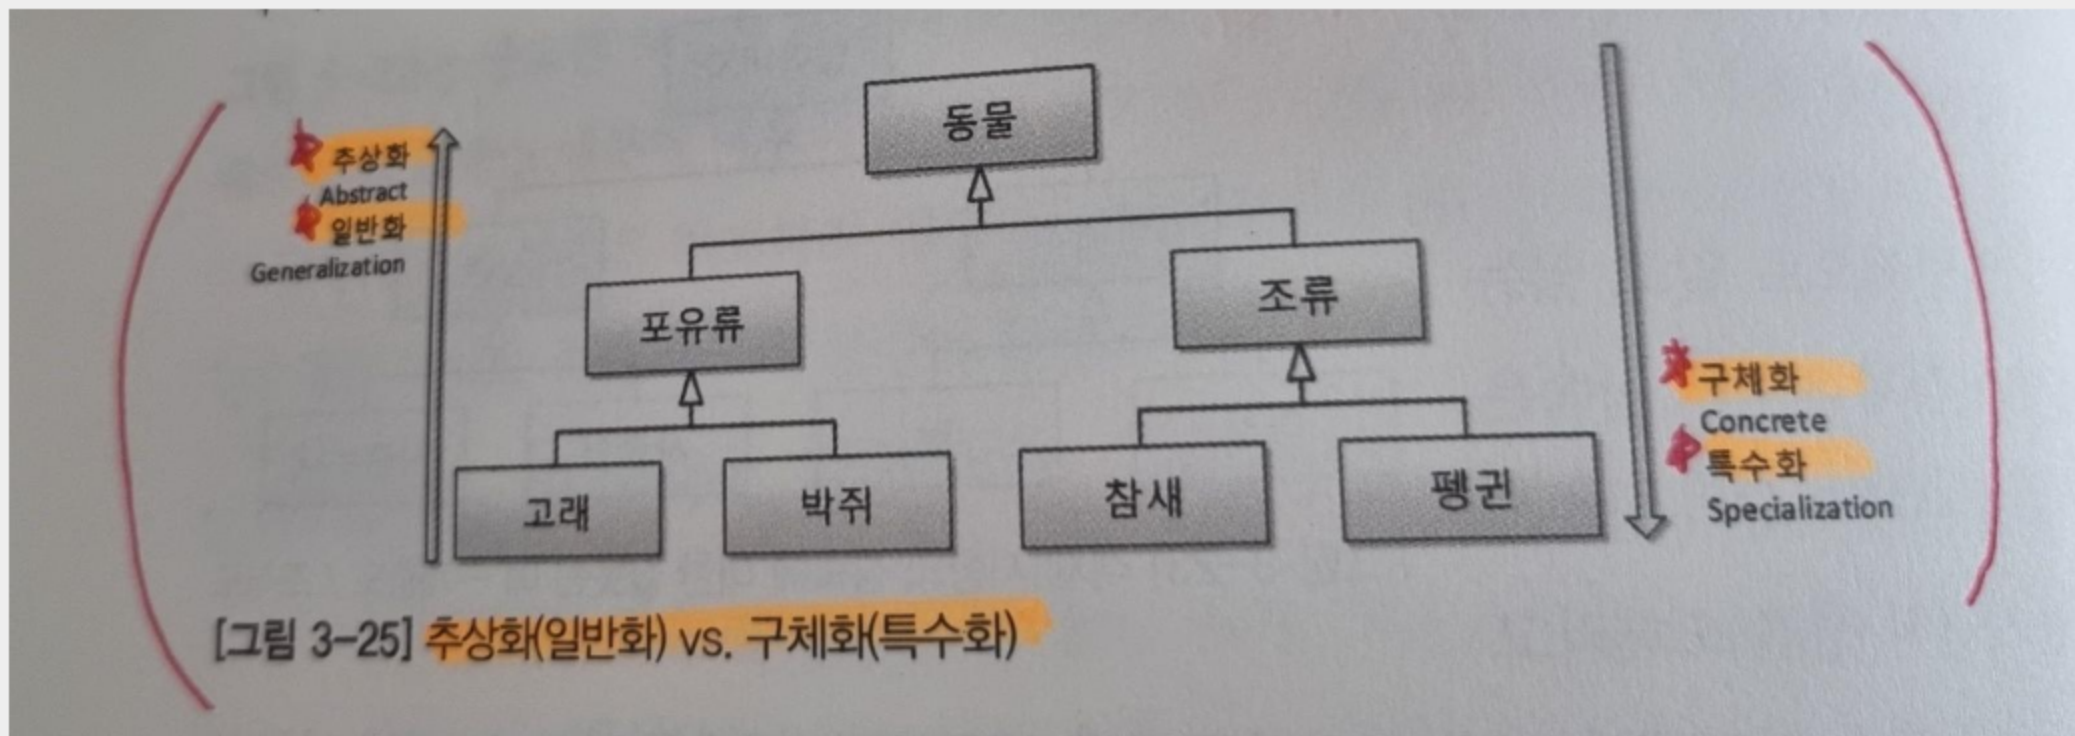 동물
추상화
Abstract
일반화
Generalization
포유류
조류
구체화
Concrete
특수화
Specialization
고래
박쥐
참새
펭귄
[그림 3-25] 추상화(일반화) vs. 구체화(특수화)